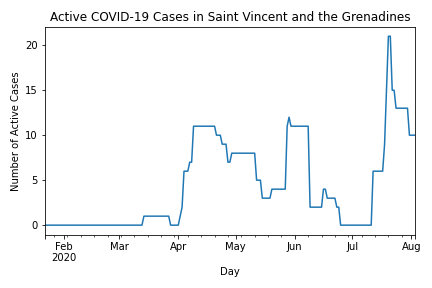 Active COVID-19 Cases in Saint Vincent and the Grenadines
Number of Active Cases
20
15
10
5
0
Feb Mar Apr May Jun Jul Aug
2020
Day